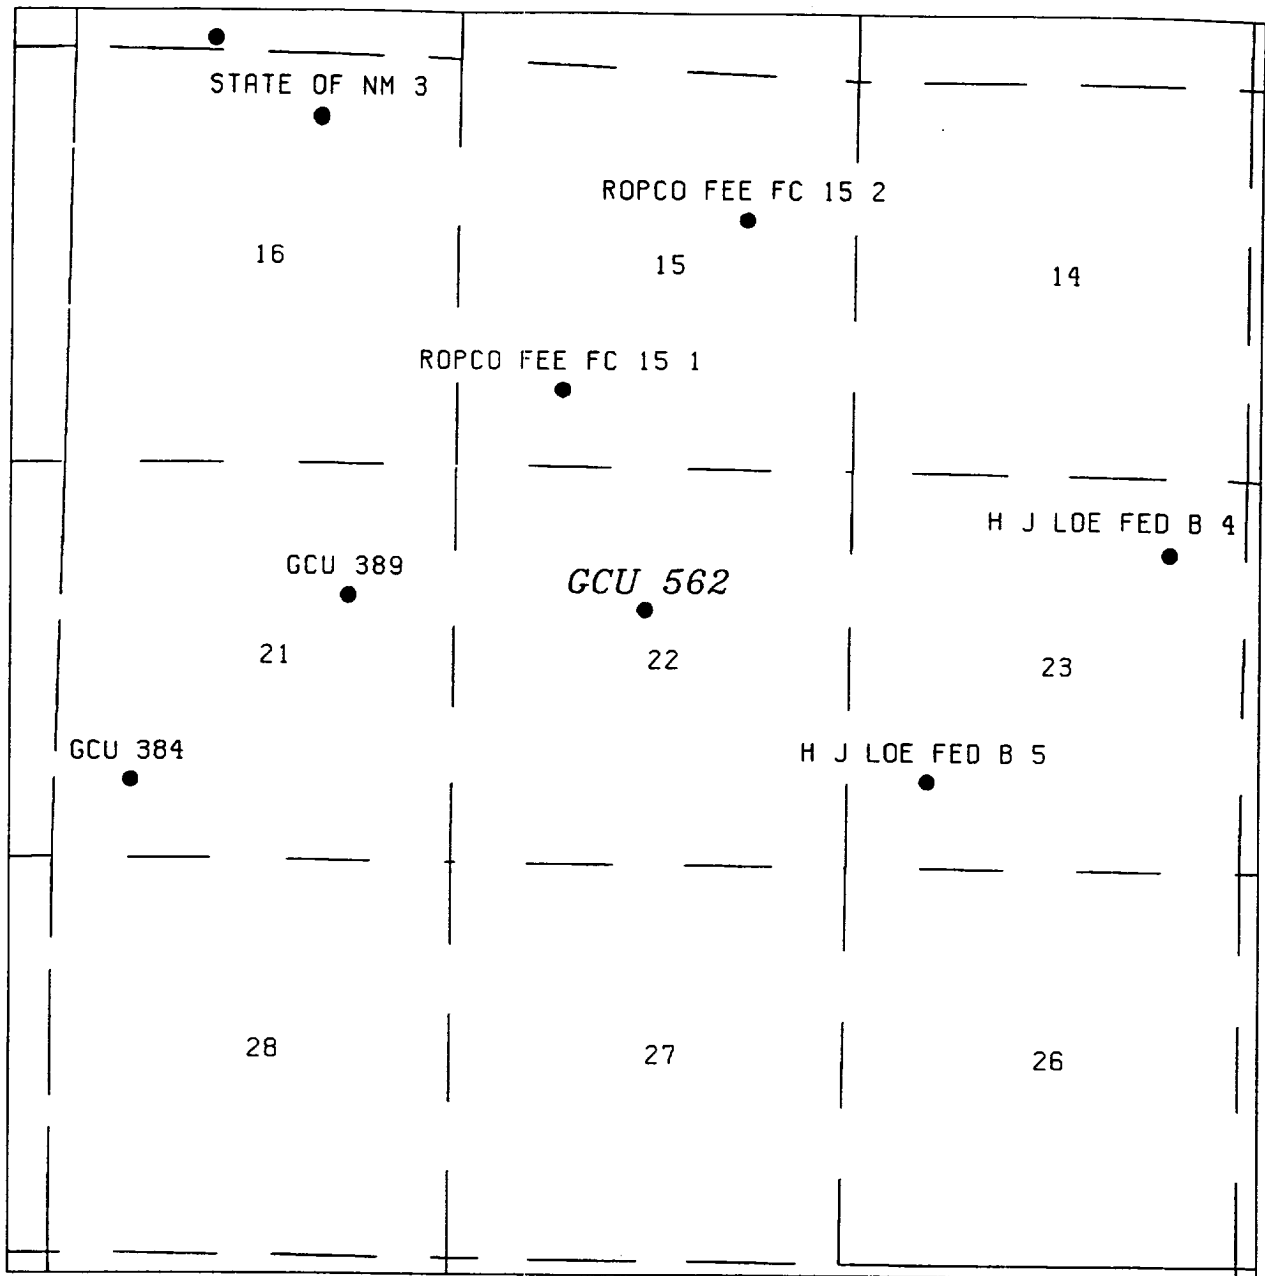 STATE OF NM 3
ROPCO FEE FC 15 2
16
15
14
ROPCO FEE FC 15 1
H J LOE FED B 4
GCU 389
GCU 562
21
22
23
GCU 384
H J LOE FED B 5
28
27
26